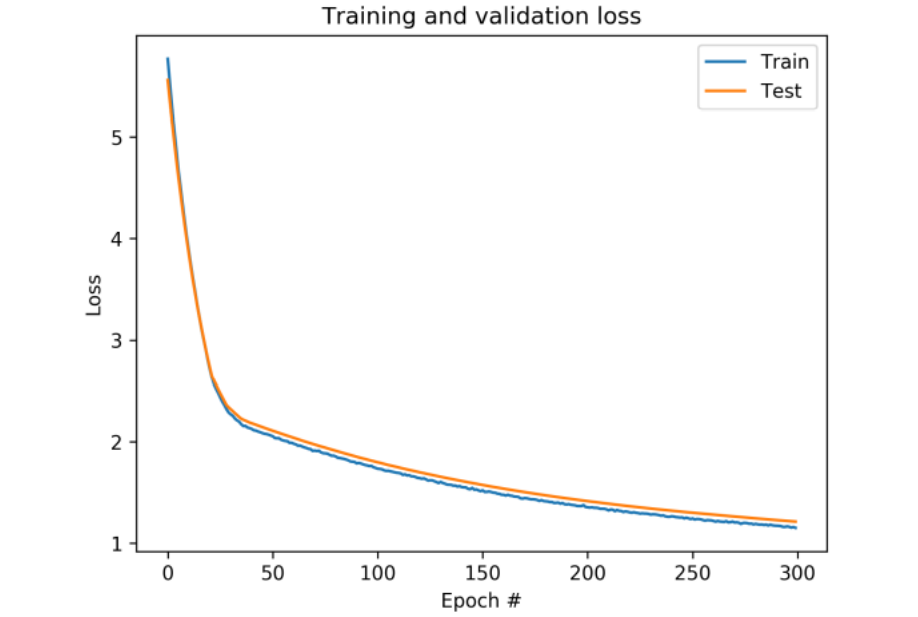 Training and validation loss
Train
Test
5
4
3
2
1
Loss
0 50 100 150 200 250 300
Epoch #